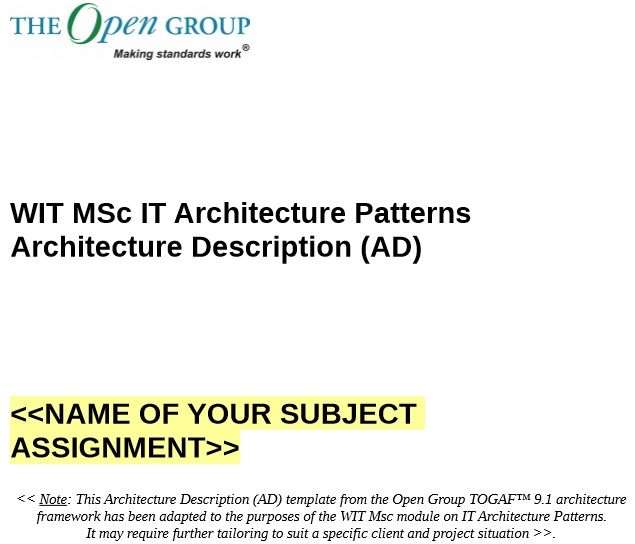 THE Open GROUP
Making standards work®
WIT MSc IT Architecture Patterns
Architecture Description (AD)
<<NAME OF YOUR SUBJECT
ASSIGNMENT>>
<< Note: This Architecture Description (AD) template from the Open Group TOGAF™ 9.1 architecture
framework has been adapted to the purposes of the WIT Msc module on IT Architecture Patterns.
It may require further tailoring to suit a specific client and project situation >>.